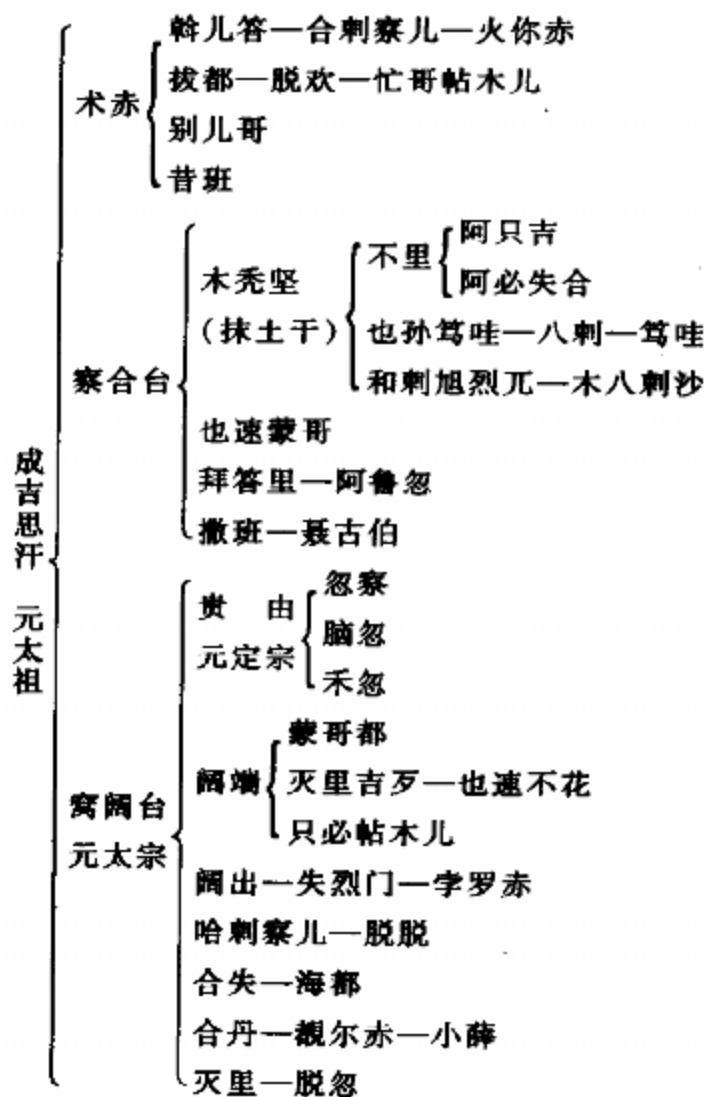 斡儿答—合剌察儿—火你赤
术赤
拔都—脱欢—忙哥帖木儿
别儿哥
昔班
阿只吉
不里
阿必失合
木秃坚
(抹土干)
也孙笃哇—八剌—笃哇
察合台
和剌旭烈兀—木八剌沙
也速蒙哥
拜答里—阿鲁忽
撒班—聂古伯
成吉思汗 元太祖
忽察
贵 由
脑忽
元定宗
禾忽
蒙哥都
阔端
灭里吉歹—也速不花
窝阔台
只必帖木儿
元太宗
阔出—失烈门—孛罗赤
哈剌察儿—脱脱
合失—海都
合丹—覩尔赤—小薛
灭里—脱忽